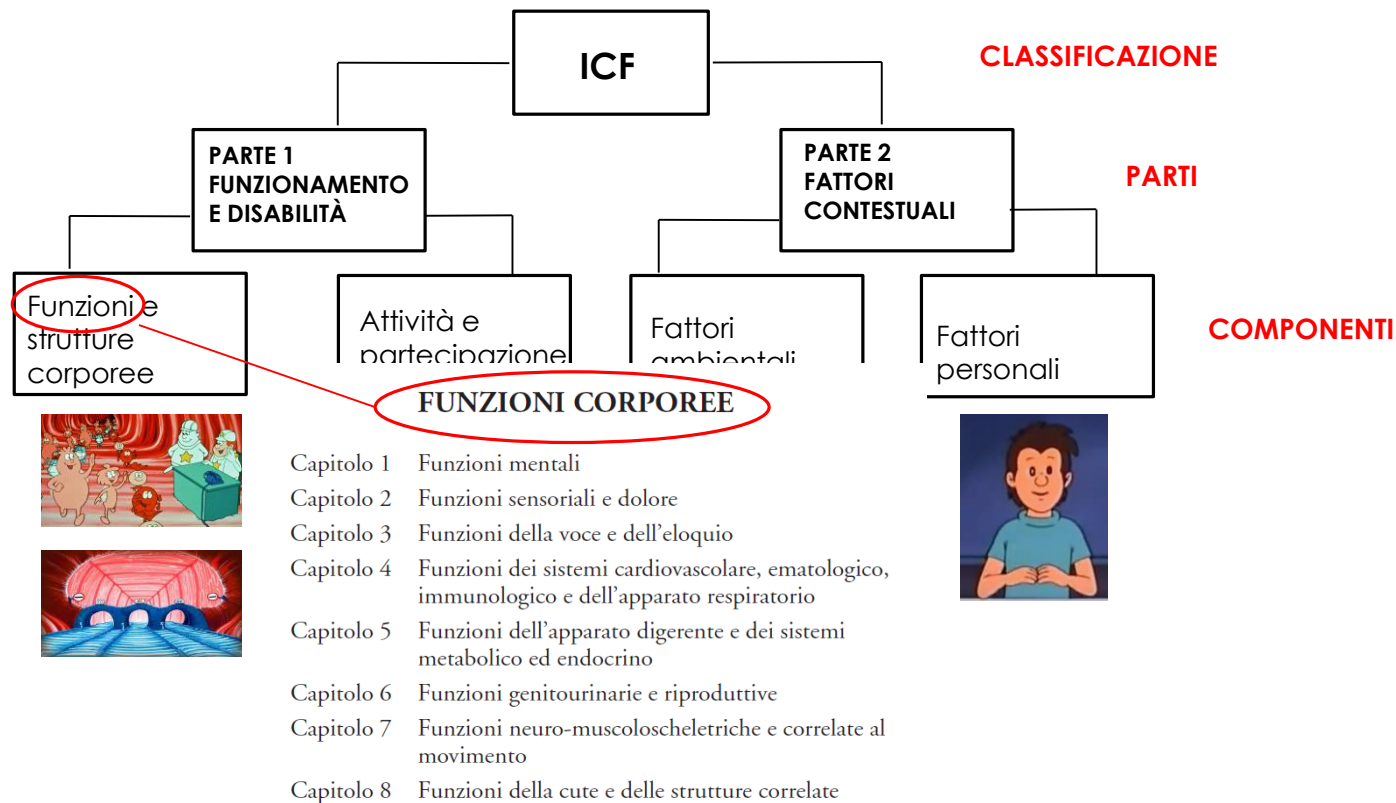 ICF
CLASSIFICAZIONE
PARTE 1
FUNZIONAMENTO
E DISABILITÀ
PARTE 2
FATTORI
CONTESTUALI
PARTI
Funzioni e
strutture
corporee
Attività e
partecipazione
Fattori
ambientali
Fattori
personali
COMPONENTI
FUNZIONI CORPOREE
Capitolo 1 Funzioni mentali
Capitolo 2 Funzioni sensoriali e dolore
Capitolo 3 Funzioni della voce e dell'eloquio
Capitolo 4 Funzioni dei sistemi cardiovascolare, ematologico,
immunologico e dell'apparato respiratorio
Capitolo 5 Funzioni dell'apparato digerente e dei sistemi
metabolico ed endocrino
Capitolo 6 Funzioni genitourinarie e riproduttive
Capitolo 7 Funzioni neuro-muscoloscheletriche e correlate al
movimento
Capitolo 8 Funzioni della cute e delle strutture correlate